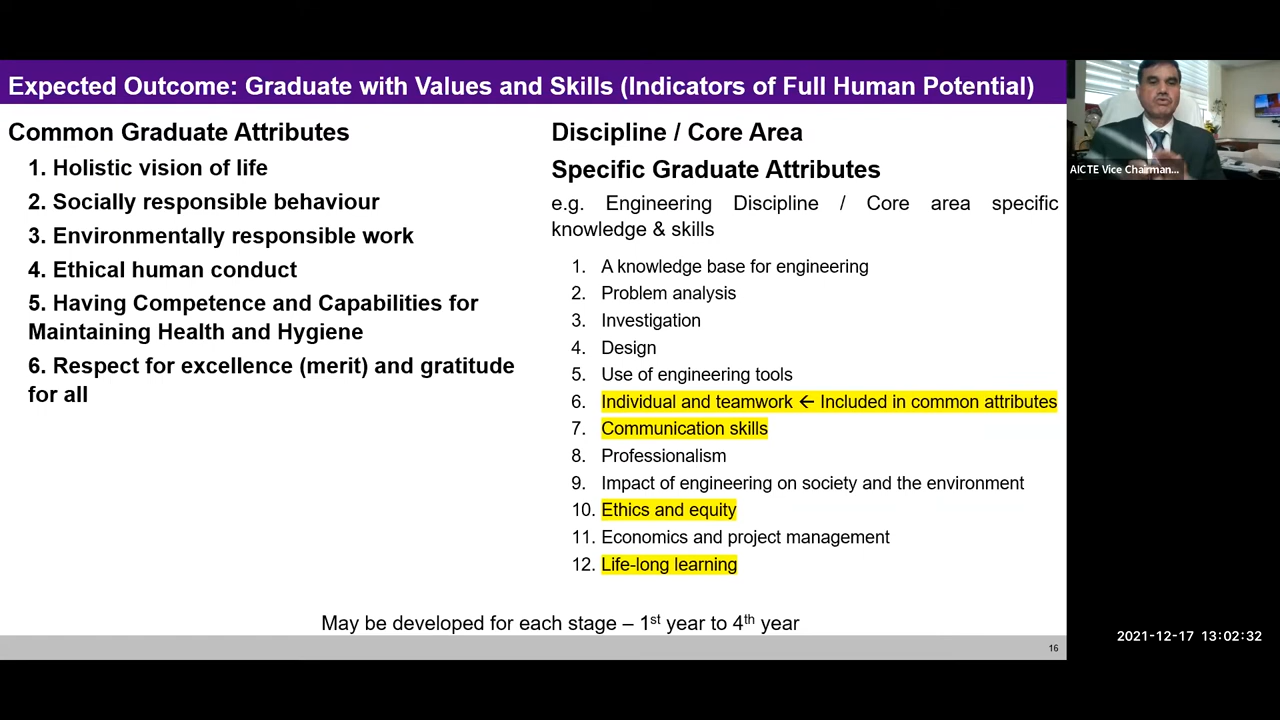 Expected Outcome: Graduate with Values and Skills (Indicators of Full Human Potential)
Common Graduate Attributes
1. Holistic vision of life
2. Socially responsible behaviour
3. Environmentally responsible work
4. Ethical human conduct
5. Having Competence and Capabilities for
Maintaining Health and Hygiene
6. Respect for excellence (merit) and gratitude
for all
Discipline / Core Area
Specific Graduate Attributes
e.g. Engineering Discipline / Core area specific
knowledge & skills
1. A knowledge base for engineering
2. Problem analysis
3. Investigation
4. Design
5. Use of engineering tools
6. Individual and teamwork ← Included in common attributes
7. Communication skills
8. Professionalism
9. Impact of engineering on society and the environment
10. Ethics and equity
11. Economics and project management
12. Life-long learning
May be developed for each stage – 1st year to 4th year
16
AICTE Vice Chairman...
2021-12-17 13:02:32